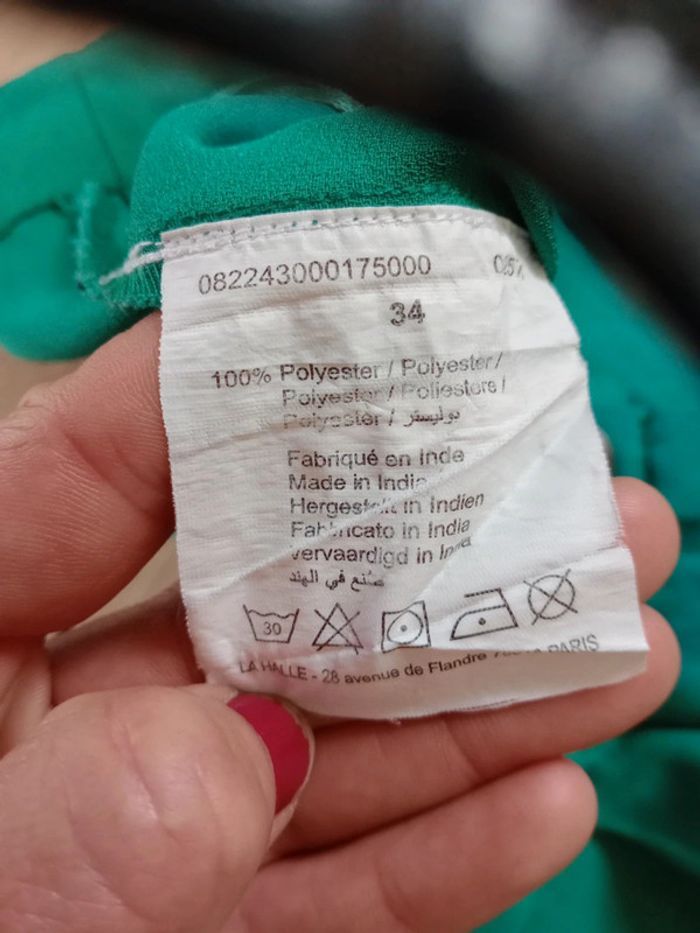 082243000175000
34
100% Polyester / Polyester /
Polyester / Poliestere /
Polyester / بوليستر
Fabriqué en Inde
Made in India
Hergestellt in Indien
Fabbricato in India
vervaardigd in India
صُنع في الهند
30
LA HALLE - 28 avenue de Flandre PARIS